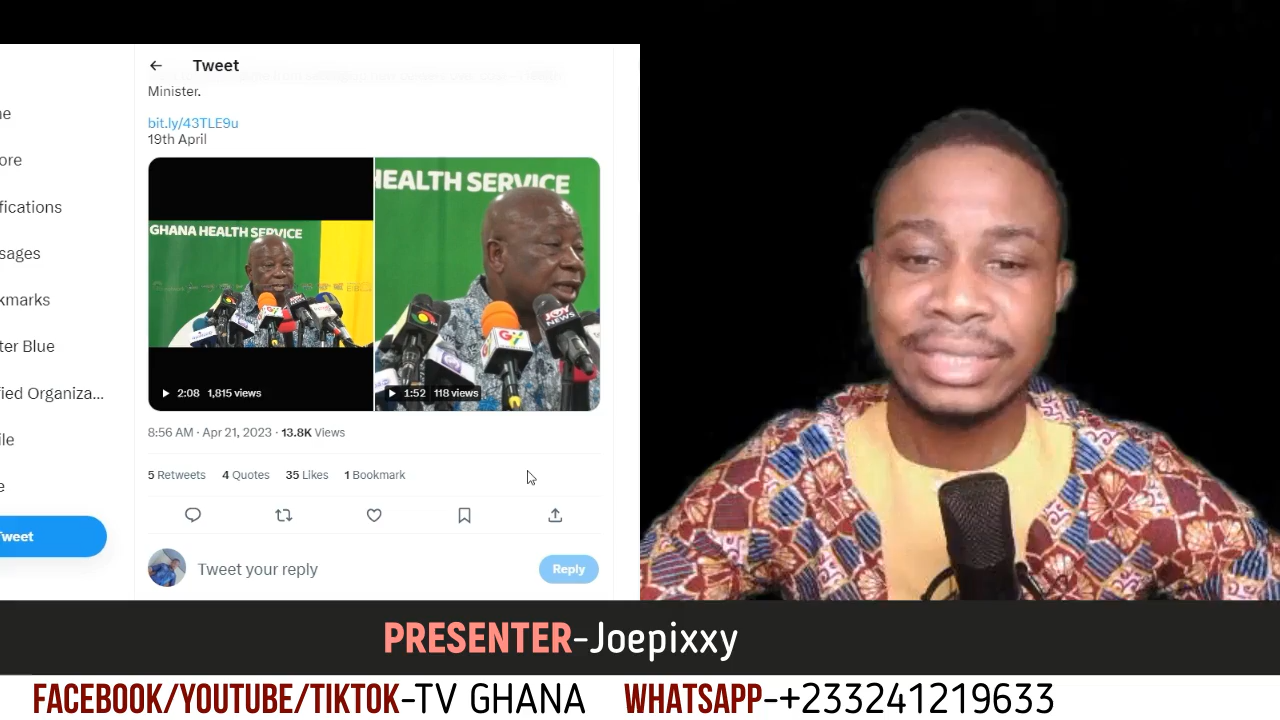 Tweet
Minister.
bit.ly/43TLE9u
19th April
GHANA HEALTH SERVICE
HEALTH SERVICE
JOY
NEWS
2:08 1,815 views
1:52 118 views
8:56 AM · Apr 21, 2023 · 13.8K Views
5 Retweets 4 Quotes 35 Likes 1 Bookmark
Tweet your reply
Reply
ne
ore
fications
sages
kmarks
ter Blue
fied Organiza...
ile
e
Tweet
PRESENTER-Joepixxy
FACEBOOK/YOUTUBE/TIKTOK-TV GHANA WHATSAPP-+233241219633